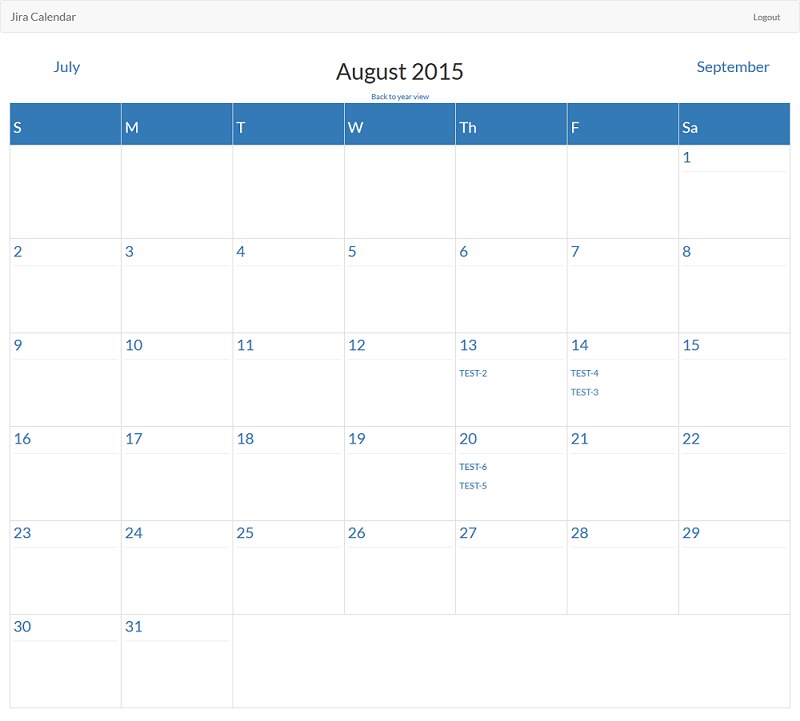 Jira Calendar Logout
July August 2015 September
Back to year view
S M T W Th F Sa
1
2 3 4 5 6 7 8
9 10 11 12 13 14 15
TEST-2 TEST-4
TEST-3
16 17 18 19 20 21 22
TEST-6
TEST-5
23 24 25 26 27 28 29
30 31